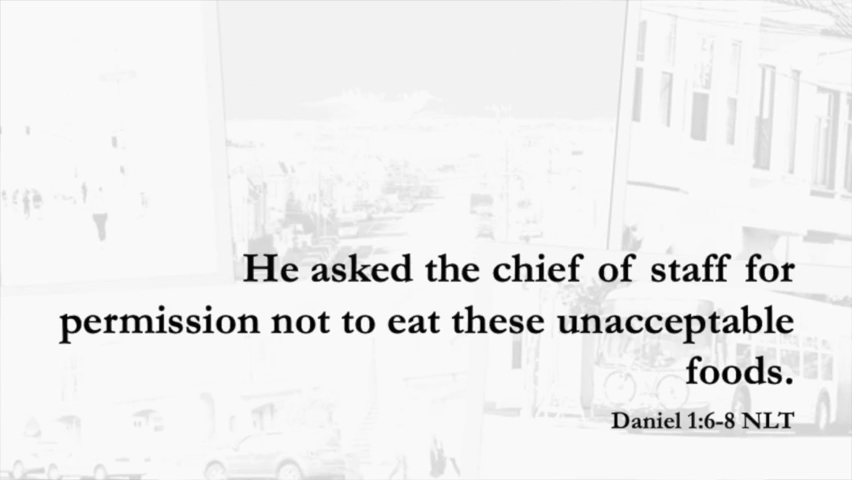 He asked the chief of staff for
permission not to eat these unacceptable
foods.
Daniel 1:6-8 NLT